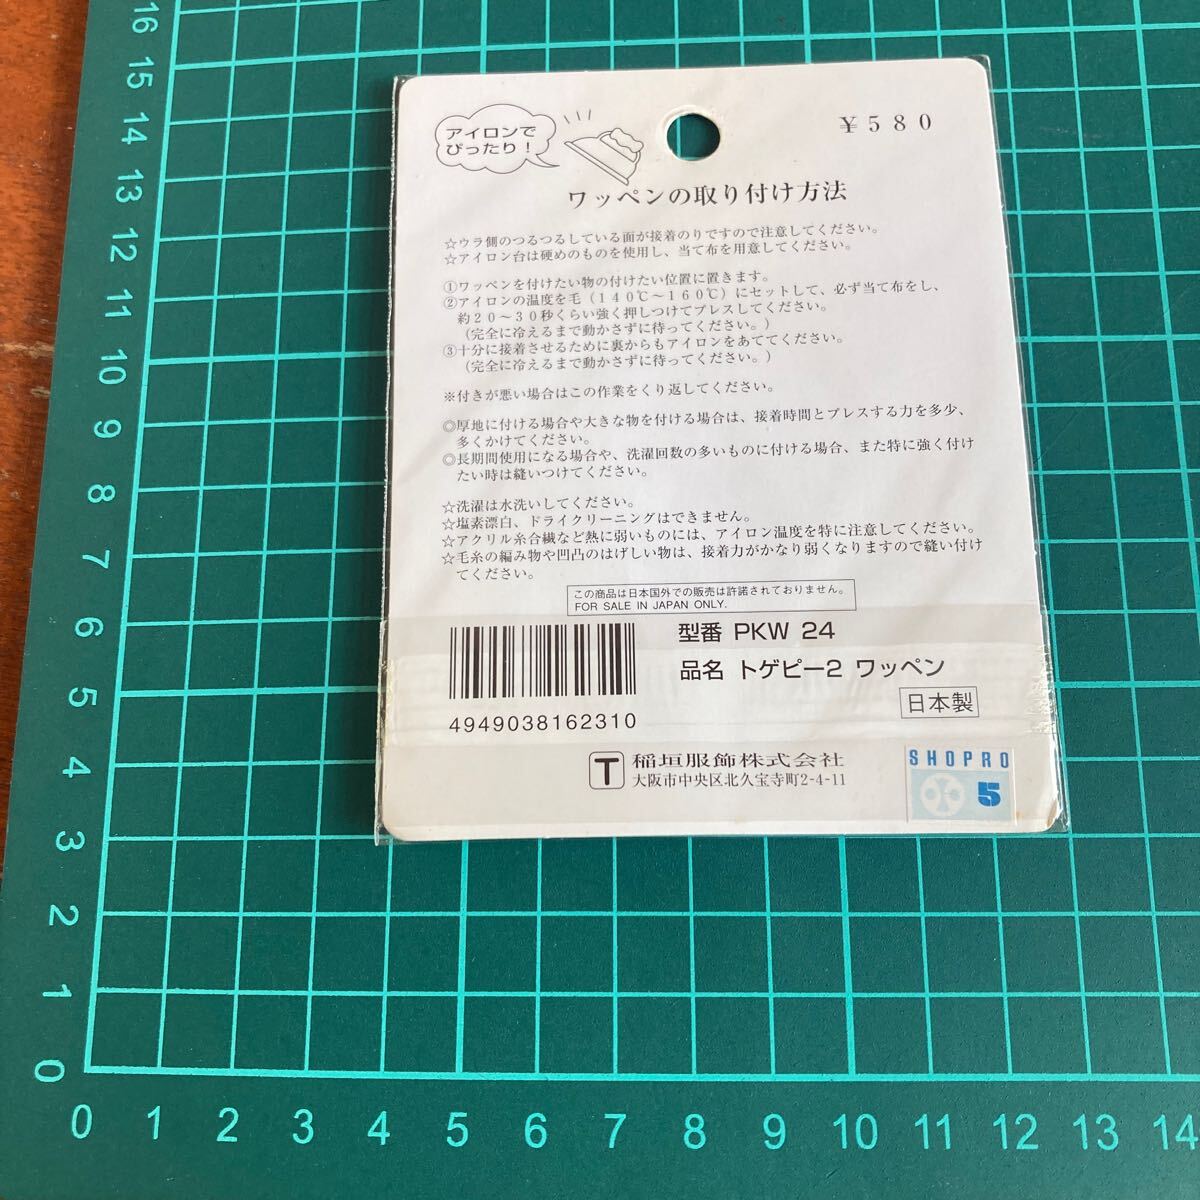 アイロンで
ぴったり！
￥580
ワッペンの取り付け方法
☆ウラ側のつるつるしている面が接着のりですので注意してください。
☆アイロン台は硬めのものを使用し、当て布を用意してください。
①ワッペンを付けたい物の付けたい位置に置きます。
②アイロンの温度を毛（140℃～160℃）にセットして、必ず当て布をし、
約20～30秒くらい強く押しつけてプレスしてください。
（完全に冷えるまで動かさずに待ってください。）
③十分に接着させるために裏からもアイロンをあててください。
（完全に冷えるまで動かさずに待ってください。）
※付きが悪い場合はこの作業をくり返してください。
◎厚地に付ける場合や大きな物を付ける場合は、接着時間とプレスする力を多少、
多くかけてください。
◎長期間使用になる場合や、洗濯回数の多いものに付ける場合、また特に強く付け
たい時は縫いつけてください。
☆洗濯は水洗いしてください。
☆塩素漂白、ドライクリーニングはできません。
☆アクリル糸合繊など熱に弱いものには、アイロン温度を特に注意してください。
☆毛糸の編み物や凹凸のはげしい物は、接着力がかなり弱くなりますので縫い付け
てください。
この商品は日本国外での販売は許諾されておりません。
FOR SALE IN JAPAN ONLY.
型番 PKW 24
品名 トゲピー2 ワッペン
日本製
4949038162310
T 稲垣服飾株式会社
大阪市中央区北久宝寺町2-4-11
SHOPRO
5
16
15
14
13
12
11
10
9
8
7
6
5
4
3
2
1
0
0 1 2 3 4 5 6 7 8 9 10 11 12 13 14